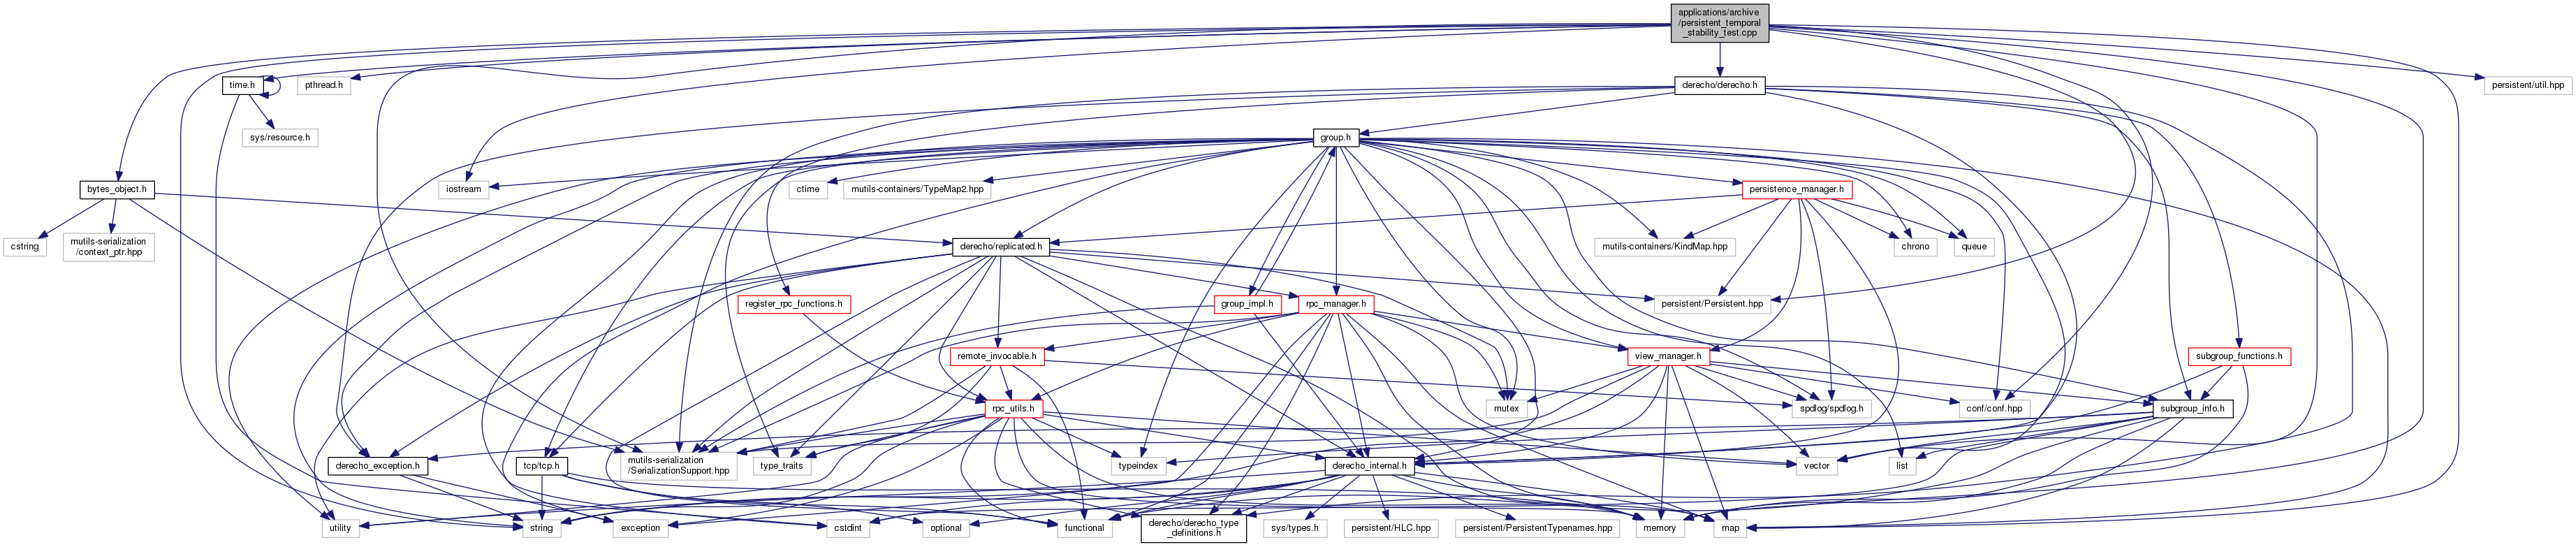 applications/archive
/persistent_temporal
_stability_test.cpp
time.h
pthread.h
derecho/derecho.h
persistent/util.hpp
sys/resource.h
group.h
bytes_object.h
iostream
ctime
mutils-containers/TypeMap2.hpp
persistence_manager.h
cstring
mutils-serialization
/context_ptr.hpp
derecho/replicated.h
mutils-containers/KindMap.hpp
chrono
queue
register_rpc_functions.h
group_impl.h
rpc_manager.h
persistent/Persistent.hpp
remote_invocable.h
view_manager.h
subgroup_functions.h
rpc_utils.h
mutex
spdlog/spdlog.h
conf/conf.hpp
subgroup_info.h
derecho_exception.h
tcp/tcp.h
mutils-serialization
/SerializationSupport.hpp
type_traits
typeindex
derecho_internal.h
vector
list
utility
string
exception
cstdint
optional
functional
derecho/derecho_type
_definitions.h
sys/types.h
persistent/HLC.hpp
persistent/PersistentTypenames.hpp
memory
map